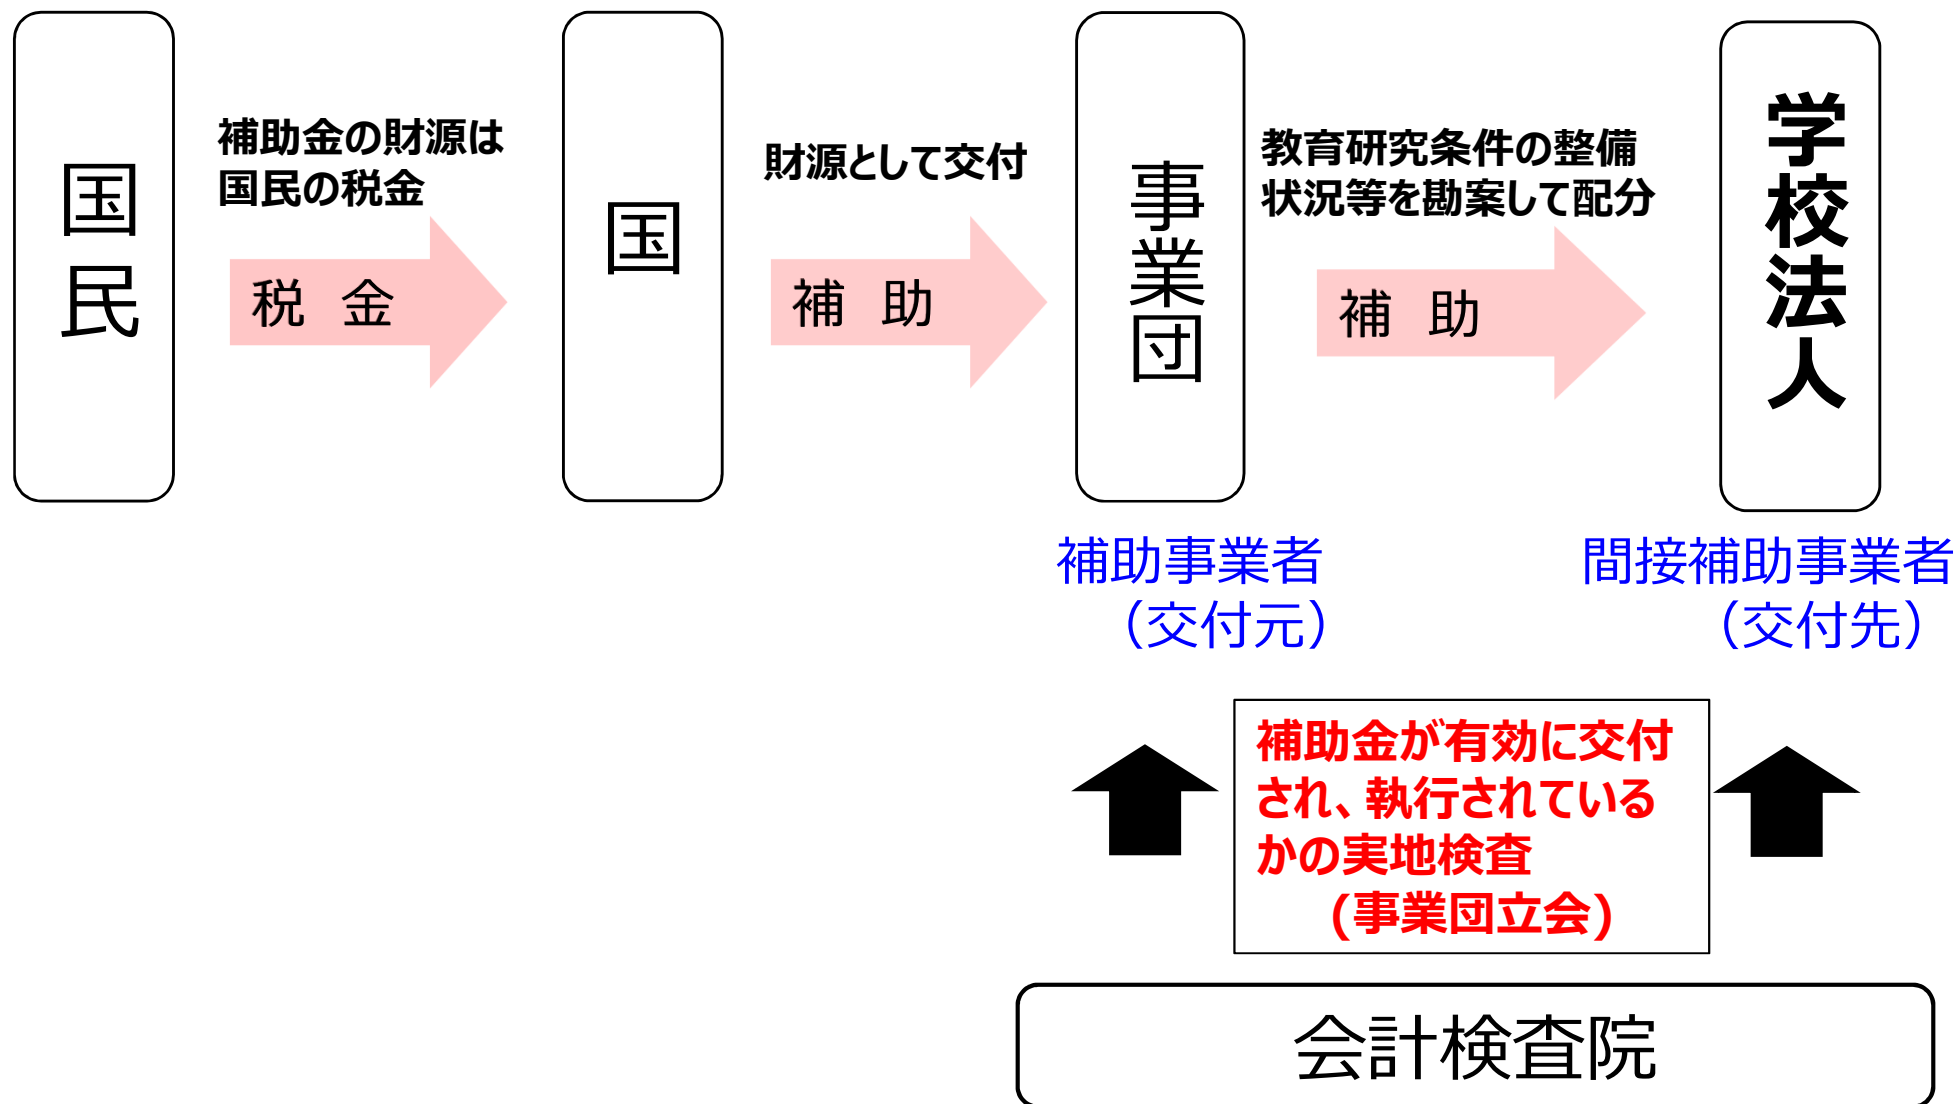 国民
補助金の財源は
国民の税金
税　金
国
財源として交付
補　助
事業団
教育研究条件の整備
状況等を勘案して配分
補　助
学校法人
補助事業者
（交付元）
間接補助事業者
（交付先）
補助金が有効に交付
され、執行されている
かの実地検査
(事業団立会)
会計検査院